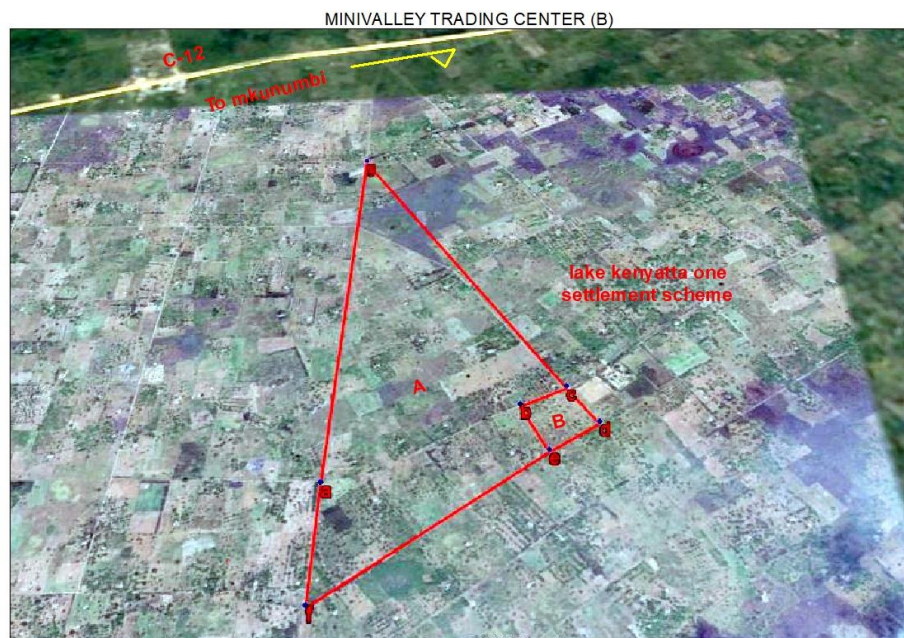 MINIVALLEY TRADING CENTER (B)
C-12
To mkunumbi
lake kenyatta one
settlement scheme
A
c
b
B
d
e
a
f